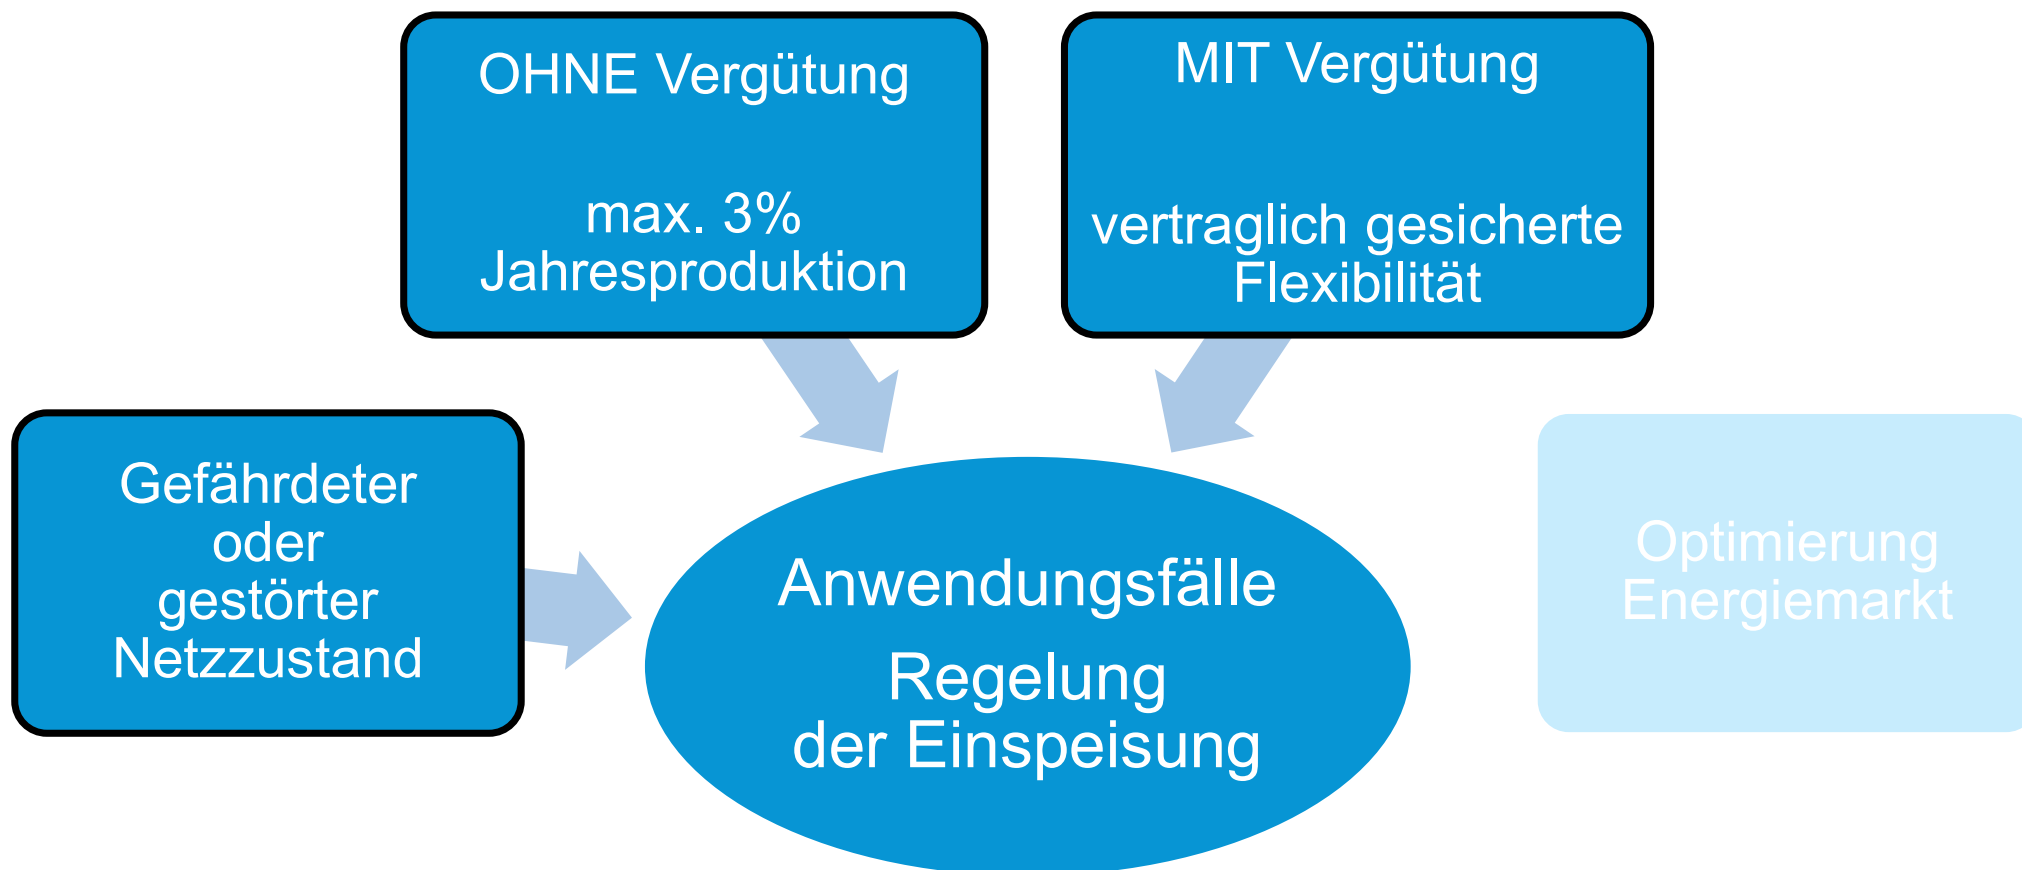 OHNE Vergütung
max. 3%
Jahresproduktion
MIT Vergütung
vertraglich gesicherte
Flexibilität
Gefährdeter
oder
gestörter
Netzzustand
Anwendungsfälle
Regelung
der Einspeisung
Optimierung
Energiemarkt